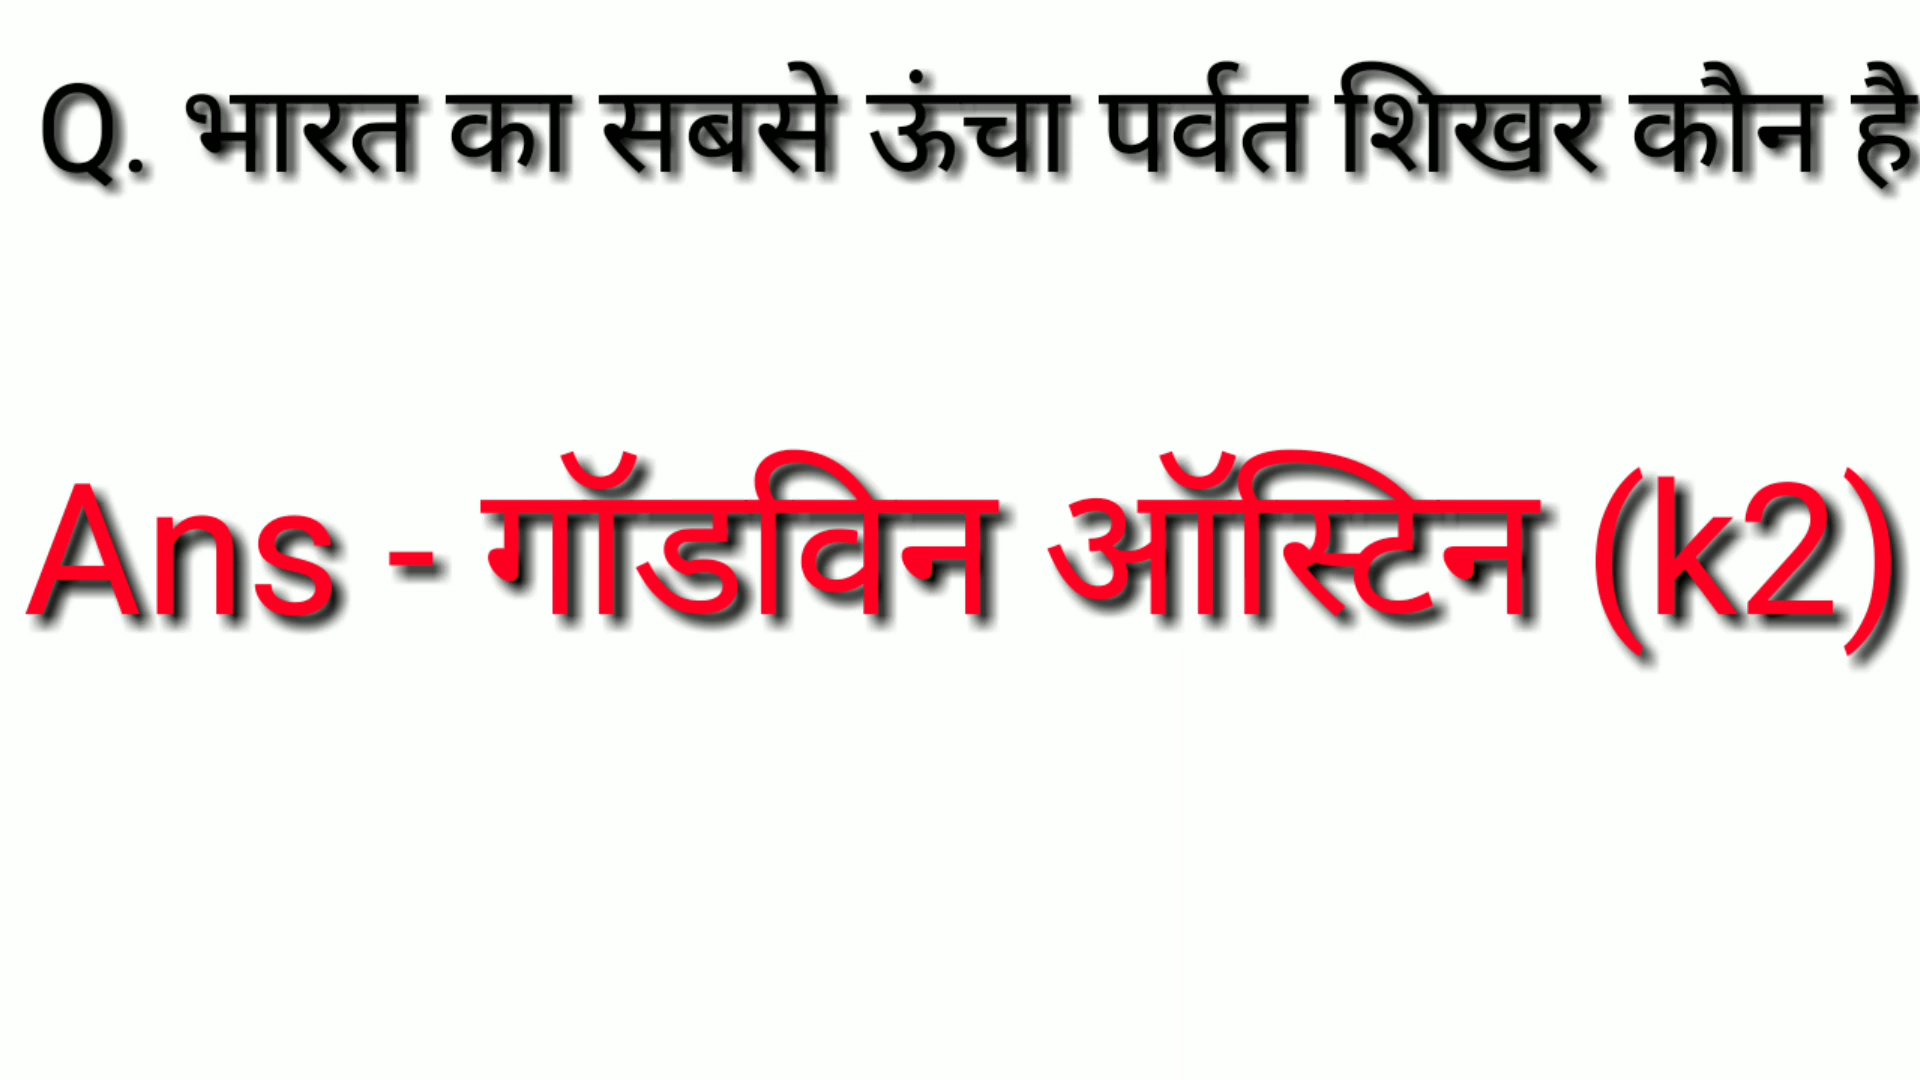 Q. भारत का सबसे ऊंचा पर्वत शिखर कौन है
Ans - गॉडविन ऑस्टिन (k2)